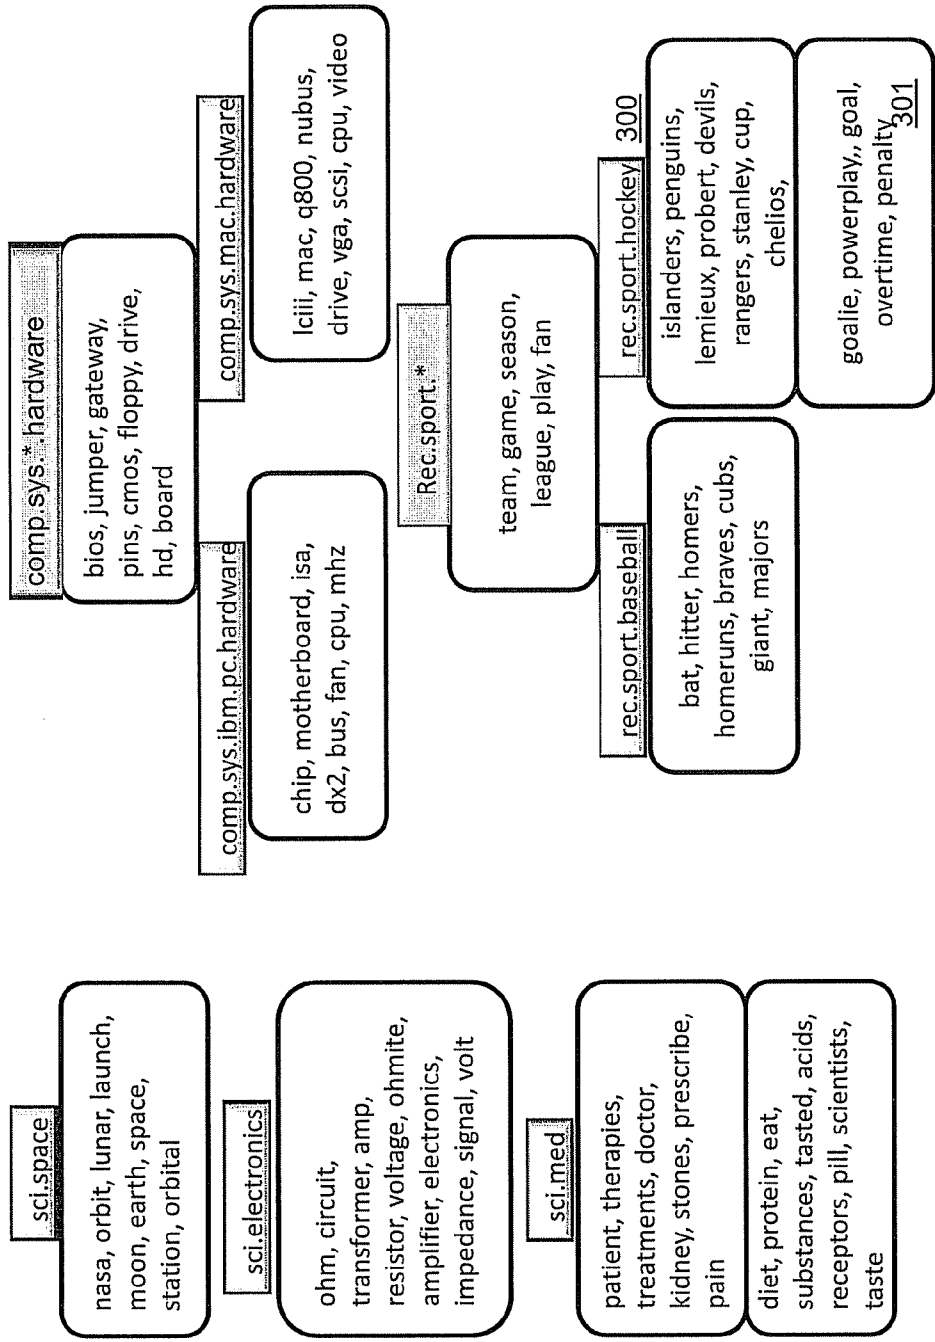 sci.space
nasa, orbit, lunar, launch,
moon, earth, space,
station, orbital
sci.electronics
ohm, circuit,
transformer, amp,
resistor, voltage, ohmite,
amplifier, electronics,
impedance, signal, volt
sci.med
patient, therapies,
treatments, doctor,
kidney, stones, prescribe,
pain
diet, protein, eat,
substances, tasted, acids,
receptors, pill, scientists,
taste
comp.sys.*.hardware
bios, jumper, gateway,
pins, cmos, floppy, drive,
hd, board
comp.sys.ibm.pc.hardware
chip, motherboard, isa,
dx2, bus, fan, cpu, mhz
comp.sys.mac.hardware
lciii, mac, q800, nubus,
drive, vga, scsi, cpu, video
Rec.sport.*
team, game, season,
league, play, fan
rec.sport.baseball
bat, hitter, homers,
homeruns, braves, cubs,
giant, majors
rec.sport.hockey
300
islanders, penguins,
lemieux, probert, devils,
rangers, stanley, cup,
chelios,
goalie, powerplay,, goal,
overtime, penalty
301